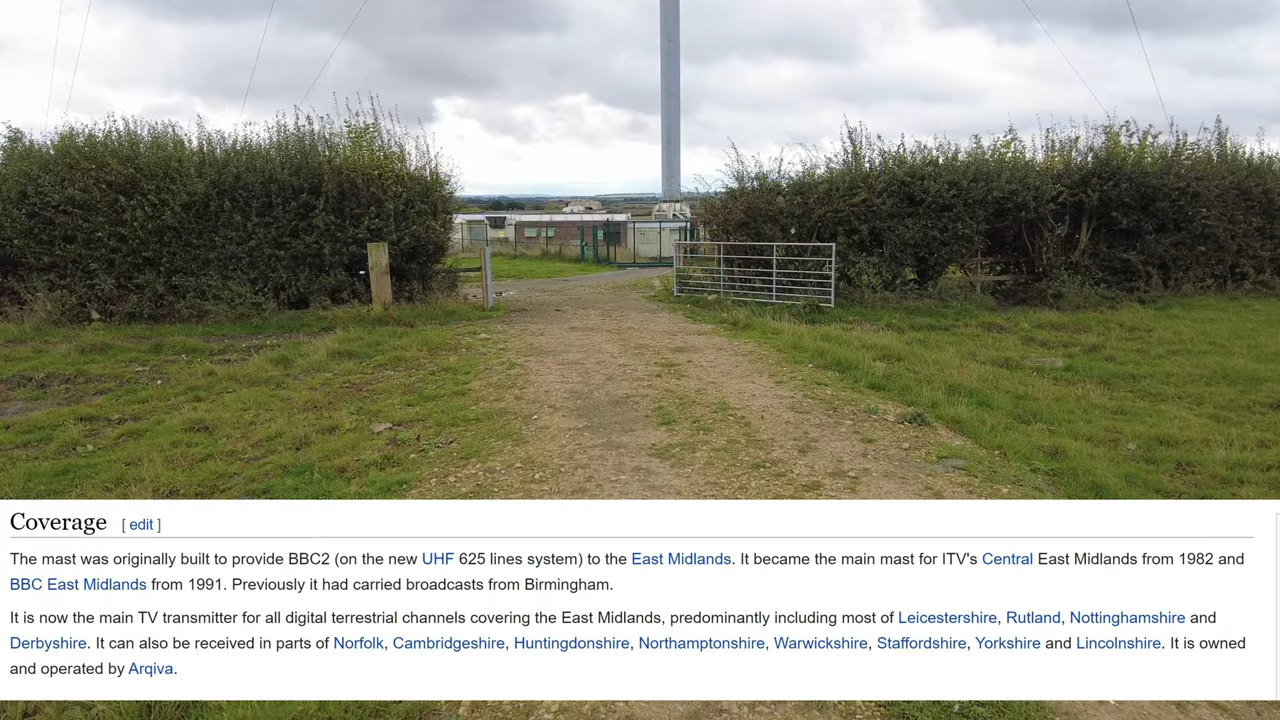 Coverage [ edit ]
The mast was originally built to provide BBC2 (on the new UHF 625 lines system) to the East Midlands. It became the main mast for ITV's Central East Midlands from 1982 and
BBC East Midlands from 1991. Previously it had carried broadcasts from Birmingham.
It is now the main TV transmitter for all digital terrestrial channels covering the East Midlands, predominantly including most of Leicestershire, Rutland, Nottinghamshire and
Derbyshire. It can also be received in parts of Norfolk, Cambridgeshire, Huntingdonshire, Northamptonshire, Warwickshire, Staffordshire, Yorkshire and Lincolnshire. It is owned
and operated by Arqiva.